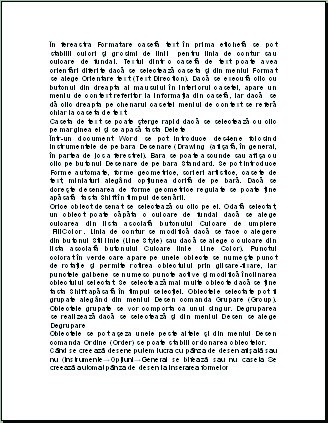 În fereastra Formatare casetă text în prima etichetă se pot
stabili culori și grosimi de linii pentru linia de contur sau
culoare de fundal. Textul dintr-o casetă de text poate avea
orientări diferite dacă se selectează caseta și din meniul Format
se alege Orientare text (Text Direction). Dacă se execută clic cu
butonul din dreapta al mausului în interiorul casetei, apare un
meniu de context referitor la informația din casetă, iar dacă se
dă clic dreapta pe chenarul casetei meniul de context se referă
chiar la caseta de text.
Caseta de text se poate șterge rapid dacă se selectează cu clic
pe marginea ei și se apasă tasta Delete
Într-un document Word se pot introduce desene folosind
instrumentele de pe bara Desenare (Drawing) (afișată, în general,
în partea de jos a ferestrei). Bara se poate ascunde sau afișa cu
clic pe butonul Desenare de pe bara Standard. Se pot introduce
Forme automate, forme geometrice, scrieri artistice, casete de
text, miniaturi alegând opțiunea dorită de pe bară. Dacă se
dorește desenarea de forme geometrice regulate se poate ține
apăsată tasta Shift în timpul desenării.
Orice obiect desenat se selectează cu clic pe el. Odată selectat,
un obiect poate căpăta o culoare de fundal dacă se alege
culoarea din lista asociată butonului Culoare de umplere
FillColor. Linia de contur se modifică dacă se face o alegere
din butonul Stil linie (Line Style) sau dacă se alege o culoare din
lista asociată butonului Culoare linie Line Color). Punctul
colorat în verde care apare pe unele obiecte se numește punct
de rotație și permite rotirea obiectului prin glisare-tirare, iar
punctele galbene se numesc puncte active și modifică înclinarea
obiectului selectat. Se selectează mai multe obiecte dacă se ține
tasta Shift apăsată în timpul selecției. Obiectele selectate pot fi
grupate alegând din meniul Desen comanda Grupare (Group).
Obiectele grupate se vor comporta ca unul singur. Degruparea
se realizează dacă se selectează și din meniul Desen se alege
Degrupare
Obiectele se pot așeza unele peste altele și din meniul Desen
comanda Ordine (Order) se poate stabili ordonarea obiectelor.
Când se creează desene putem lucra cu pânza de desen afișată sau
nu (Instrumente→Opțiuni→General se bifează sau nu caseta Se
creează automat pânza de desen la inserarea formelor